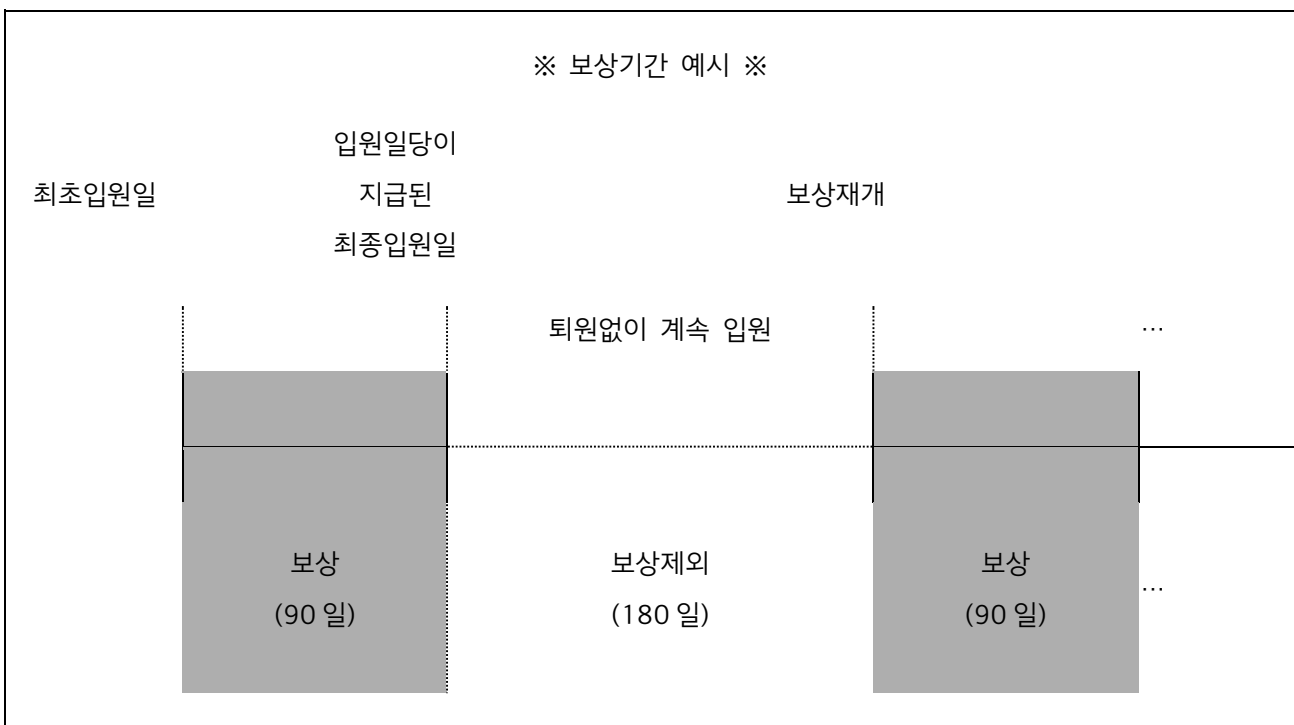 ※ 보상기간 예시 ※
최초입원일
입원일당이
지급된
최종입원일
보상재개
퇴원없이 계속 입원
…
보상
(90 일)
보상제외
(180 일)
보상
(90 일)
…